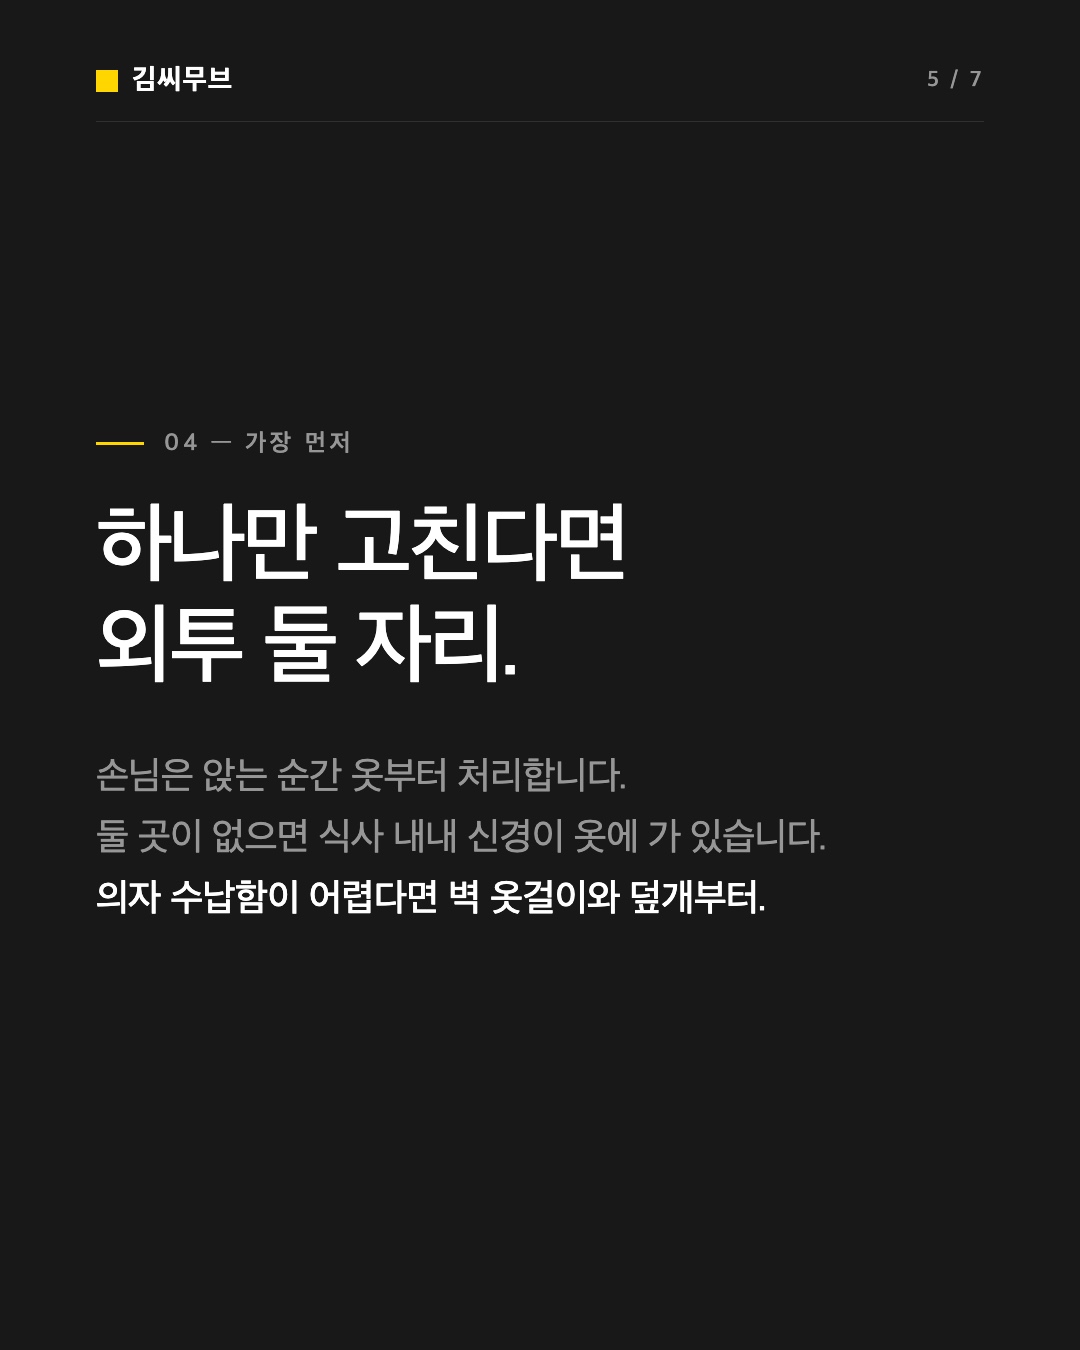 김씨무브
5 / 7
04 — 가장 먼저
하나만 고친다면
외투 둘 자리.
손님은 앉는 순간 옷부터 처리합니다.
둘 곳이 없으면 식사 내내 신경이 옷에 가 있습니다.
의자 수납함이 어렵다면 벽 옷걸이와 덮개부터.